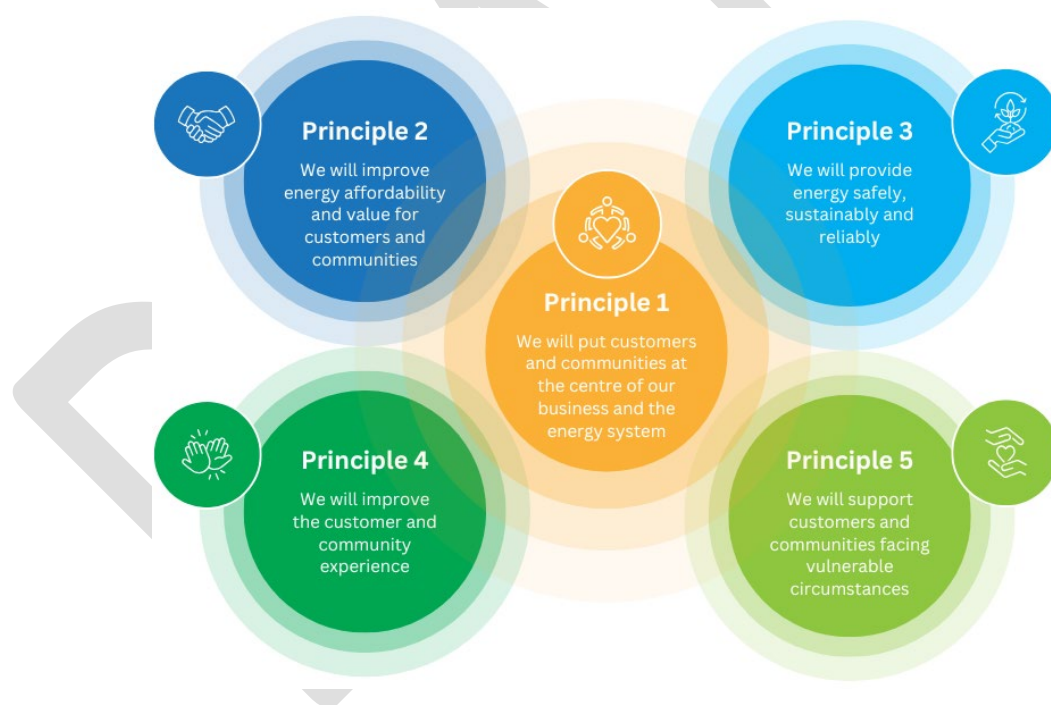 Principle 2
We will improve
energy affordability
and value for
customers and
communities
Principle 3
We will provide
energy safely,
sustainably and
reliably
Principle 1
We will put customers
and communities at
the centre of our
business and the
energy system
Principle 4
We will improve
the customer and
community
experience
Principle 5
We will support
customers and
communities facing
vulnerable
circumstances